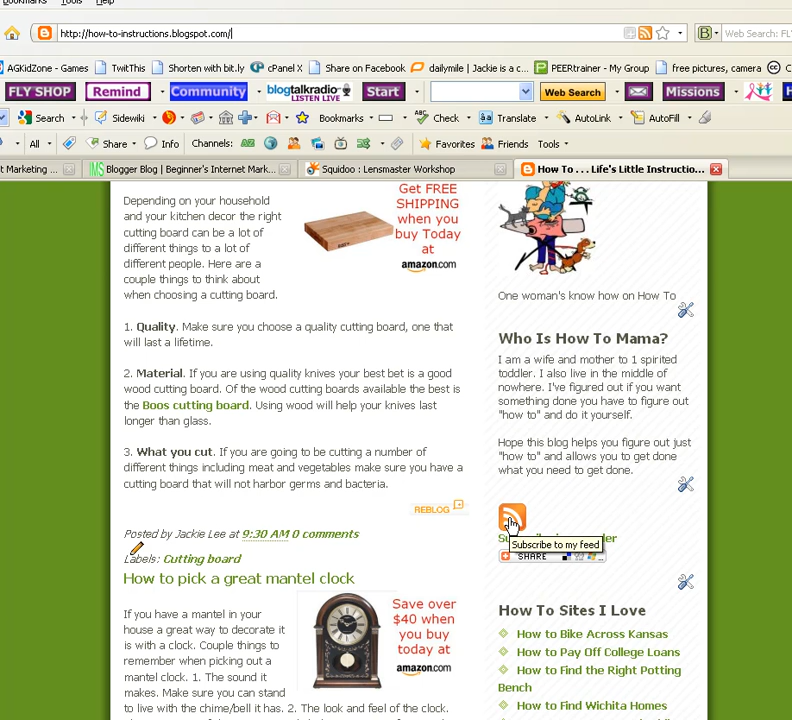 Bookmarks Tools Help
http://how-to-instructions.blogspot.com/
Web Search: FLY
AGKidZone - Games TwitThis Shorten with bit.ly cPanel X Share on Facebook dailymile | Jackie is a c... PEERtrainer - My Group free pictures, camera
FLY SHOP Remind Community blogtalkradio LISTEN LIVE Start Web Search Missions
Search Sidewiki Bookmarks Check Translate AutoLink AutoFill
All Share Info Channels: Favorites Friends Tools
t Marketing ... IMS Blogger Blog | Beginner's Internet Mark... Squidoo : Lensmaster Workshop How To . . . Life's Little Instructio...
Depending on your household
and your kitchen decor the right
cutting board can be a lot of
different things to a lot of
different people. Here are a
couple things to think about
when choosing a cutting board.
Get FREE
SHIPPING
when you
buy Today
at
amazon.com
1. Quality. Make sure you choose a quality cutting board, one that
will last a lifetime.
2. Material. If you are using quality knives your best bet is a good
wood cutting board. Of the wood cutting boards available the best is
the Boos cutting board. Using wood will help your knives last
longer than glass.
3. What you cut. If you are going to be cutting a number of
different things including meat and vegetables make sure you have a
cutting board that will not harbor germs and bacteria.
REBLOG
Posted by Jackie Lee at 9:30 AM 0 comments
Labels: Cutting board
How to pick a great mantel clock
If you have a mantel in your
house a great way to decorate it
is with a clock. Couple things to
remember when picking out a
mantel clock. 1. The sound it
makes. Make sure you can stand
to live with the chime/bell it has. 2. The look and feel of the clock.
Save over
$40 when
you buy
today at
amazon.com
One woman's know how on How To
Who Is How To Mama?
I am a wife and mother to 1 spirited
toddler. I also live in the middle of
nowhere. I've figured out if you want
something done you have to figure out
"how to" and do it yourself.
Hope this blog helps you figure out just
"how to" and allows you to get done
what you need to get done.
Subscribe to my feed
SHARE
How To Sites I Love
How to Bike Across Kansas
How to Pay Off College Loans
How to Find the Right Potting
Bench
How to Find Wichita Homes